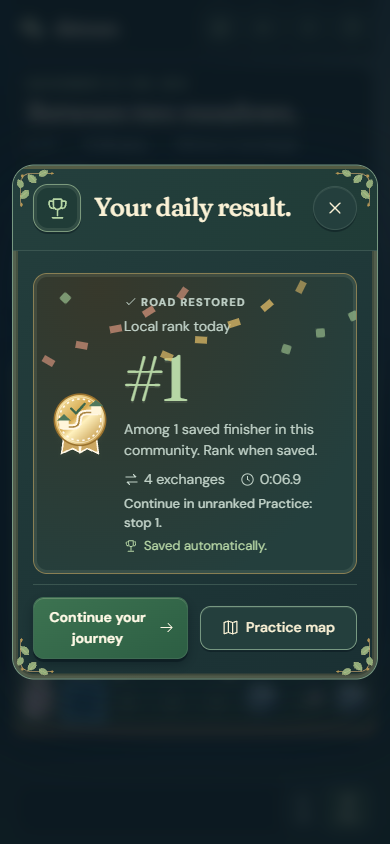 Your daily result.
ROAD RESTORED
Local rank today
#1
Among 1 saved finisher in this
community. Rank when saved.
4 exchanges 0:06.9
Continue in unranked Practice:
stop 1.
Saved automatically.
Continue your
journey
Practice map